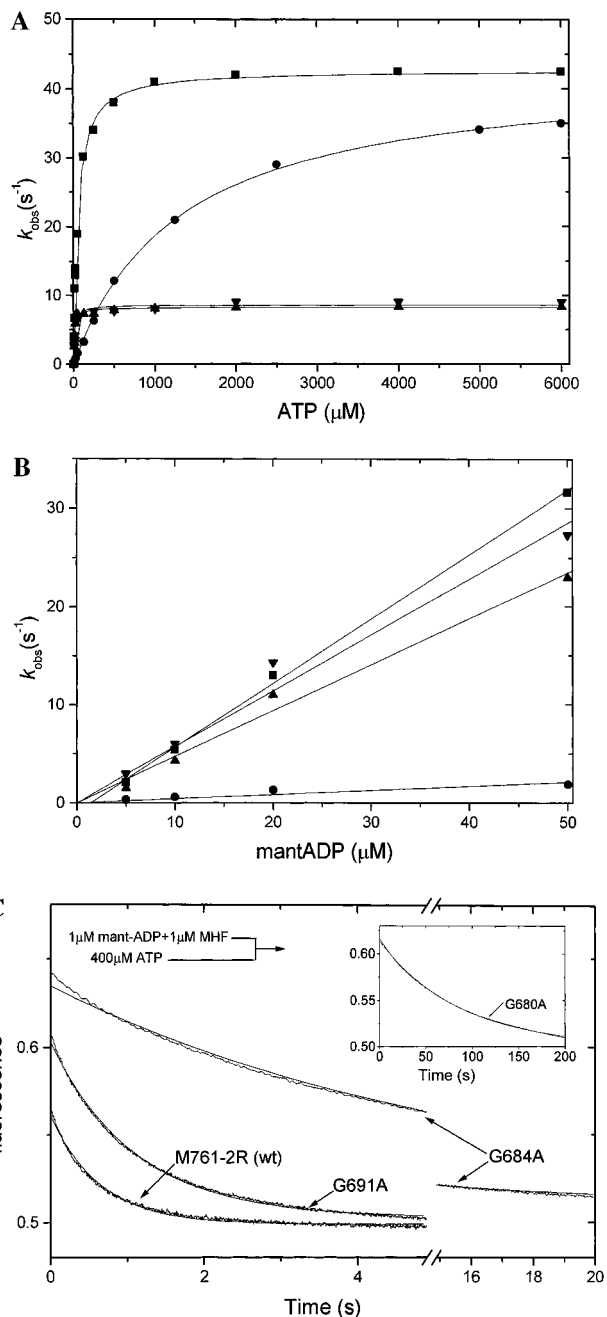 A
50
40
30
20
10
0
k_obs(s⁻¹)
0 1000 2000 3000 4000 5000 6000
ATP (μM)
B
30
20
10
0
k_obs(s⁻¹)
0 10 20 30 40 50
mantADP (μM)
1μM mant-ADP+1μM MHF
400μM ATP
0.60
0.55
0.50
G680A
0 50 100 150 200
Time (s)
0.6
0.5
M761-2R (wt)
G691A
G684A
0 2 4 16 18 20
Time (s)